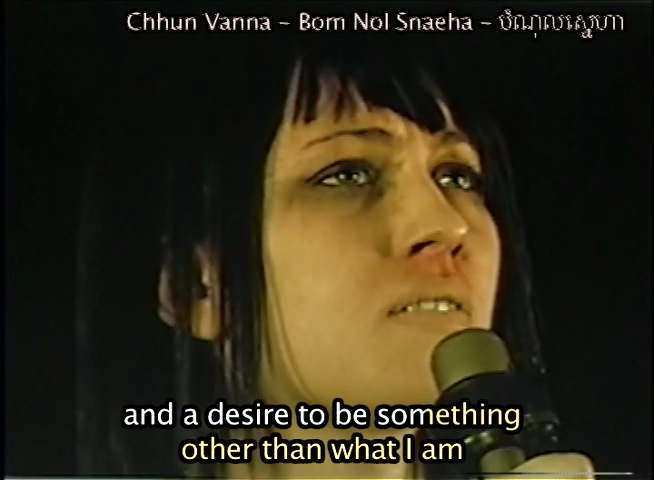 Chhun Vanna – Bom Nol Snaeha – បំណុលស្នេហា
and a desire to be something
other than what I am